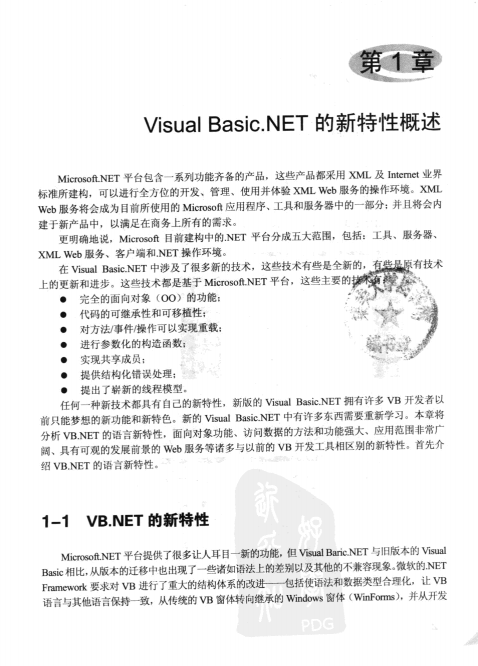 第 1 章
Visual Basic.NET 的新特性概述
Microsoft.NET 平台包含一系列功能齐备的产品，这些产品都采用 XML 及 Internet 业界
标准所建构，可以进行全方位的开发、管理、使用并体验 XML Web 服务的操作环境。XML
Web 服务将会成为目前所使用的 Microsoft 应用程序、工具和服务器中的一部分；并且将会内
建于新产品中，以满足在商务上所有的需求。
更明确地说，Microsoft 目前建构中的.NET 平台分成五大范围，包括：工具、服务器、
XML Web 服务、客户端和.NET 操作环境。
在 Visual Basic.NET 中涉及了很多新的技术，这些技术有些是全新的，有些是原有技术
上的更新和进步。这些技术都是基于 Microsoft.NET 平台，这些主要的技术有：
● 完全的面向对象（OO）的功能；
● 代码的可继承性和可移植性；
● 对方法/事件/操作可以实现重载；
● 进行参数化的构造函数；
● 实现共享成员；
● 提供结构化错误处理；
● 提出了崭新的线程模型。
任何一种新技术都具有自己的新特性，新版的 Visual Basic.NET 拥有许多 VB 开发者以
前只能梦想的新功能和新特色。新的 Visual Basic.NET 中有许多东西需要重新学习。本章将
分析 VB.NET 的语言新特性，面向对象功能、访问数据的方法和功能强大、应用范围非常广
阔、具有可观的发展前景的 Web 服务等诸多与以前的 VB 开发工具相区别的新特性。首先介
绍 VB.NET 的语言新特性。
1-1 VB.NET 的新特性
Microsoft.NET 平台提供了很多让人耳目一新的功能，但 Visual Baric.NET 与旧版本的 Visual
Basic 相比，从版本的迁移中也出现了一些诸如语法上的差别以及其他的不兼容现象。微软的.NET
Framework 要求对 VB 进行了重大的结构体系的改进——包括使语法和数据类型合理化，让 VB
语言与其他语言保持一致，从传统的 VB 窗体转向继承的 Windows 窗体（WinForms），并从开发
PDG